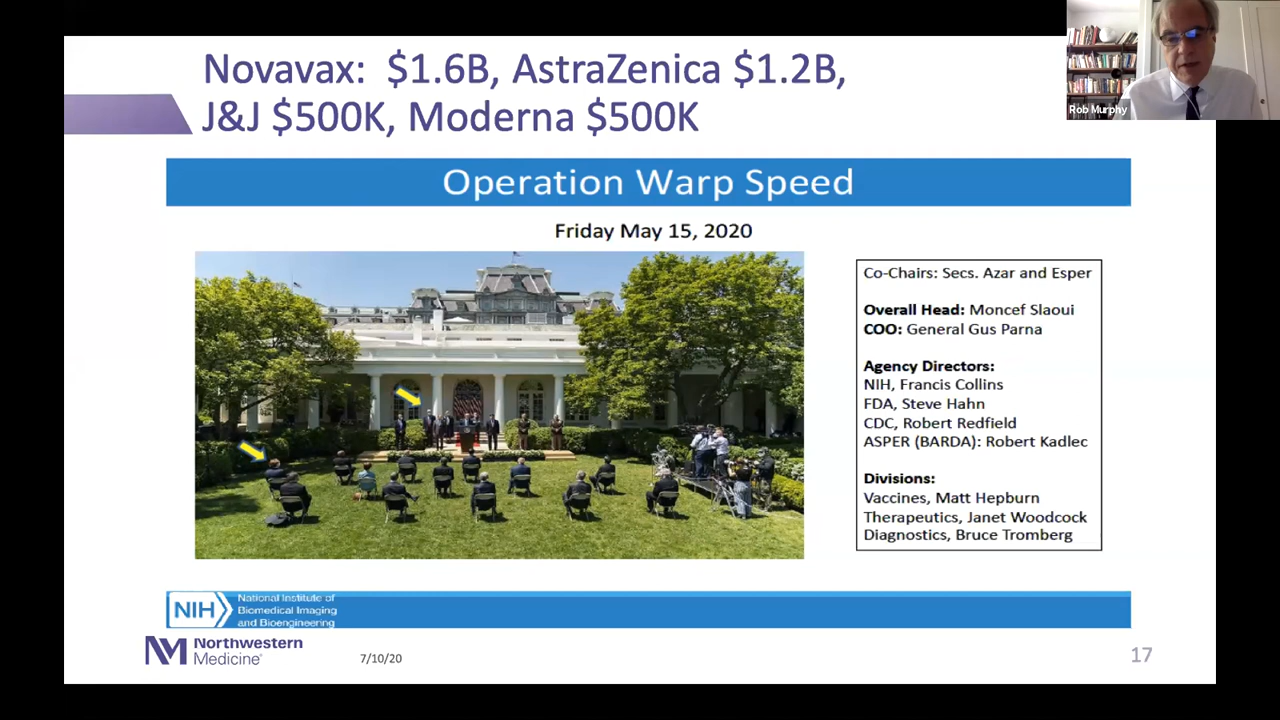 Novavax: $1.6B, AstraZenica $1.2B,
J&J $500K, Moderna $500K
Rob Murphy
Operation Warp Speed
Friday May 15, 2020
Co-Chairs: Secs. Azar and Esper
Overall Head: Moncef Slaoui
COO: General Gus Parna
Agency Directors:
NIH, Francis Collins
FDA, Steve Hahn
CDC, Robert Redfield
ASPER (BARDA): Robert Kadlec
Divisions:
Vaccines, Matt Hepburn
Therapeutics, Janet Woodcock
Diagnostics, Bruce Tromberg
NIH
National Institute of
Biomedical Imaging
and Bioengineering
NM
Northwestern
Medicine®
7/10/20
17